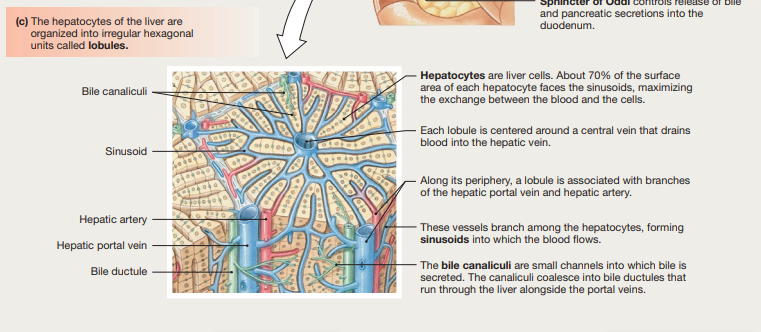 Sphincter of Oddi controls release of bile
and pancreatic secretions into the
duodenum.
(c) The hepatocytes of the liver are
organized into irregular hexagonal
units called lobules.
Bile canaliculi
Sinusoid
Hepatic artery
Hepatic portal vein
Bile ductule
Hepatocytes are liver cells. About 70% of the surface
area of each hepatocyte faces the sinusoids, maximizing
the exchange between the blood and the cells.
Each lobule is centered around a central vein that drains
blood into the hepatic vein.
Along its periphery, a lobule is associated with branches
of the hepatic portal vein and hepatic artery.
These vessels branch among the hepatocytes, forming
sinusoids into which the blood flows.
The bile canaliculi are small channels into which bile is
secreted. The canaliculi coalesce into bile ductules that
run through the liver alongside the portal veins.